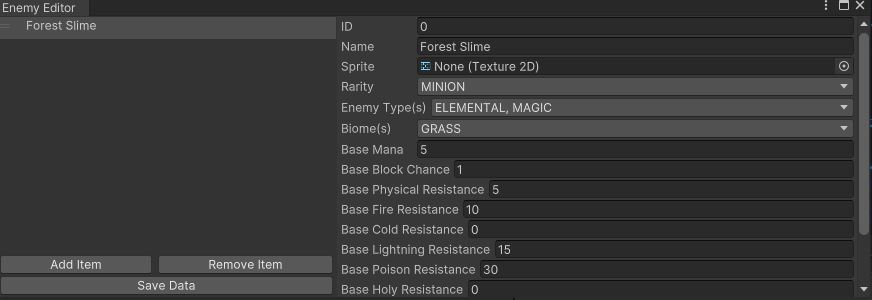 Enemy Editor
Forest Slime
ID 0
Name Forest Slime
Sprite None (Texture 2D)
Rarity MINION
Enemy Type(s) ELEMENTAL, MAGIC
Biome(s) GRASS
Base Mana 5
Base Block Chance 1
Base Physical Resistance 5
Base Fire Resistance 10
Base Cold Resistance 0
Base Lightning Resistance 15
Base Poison Resistance 30
Base Holy Resistance 0
Add Item Remove Item
Save Data